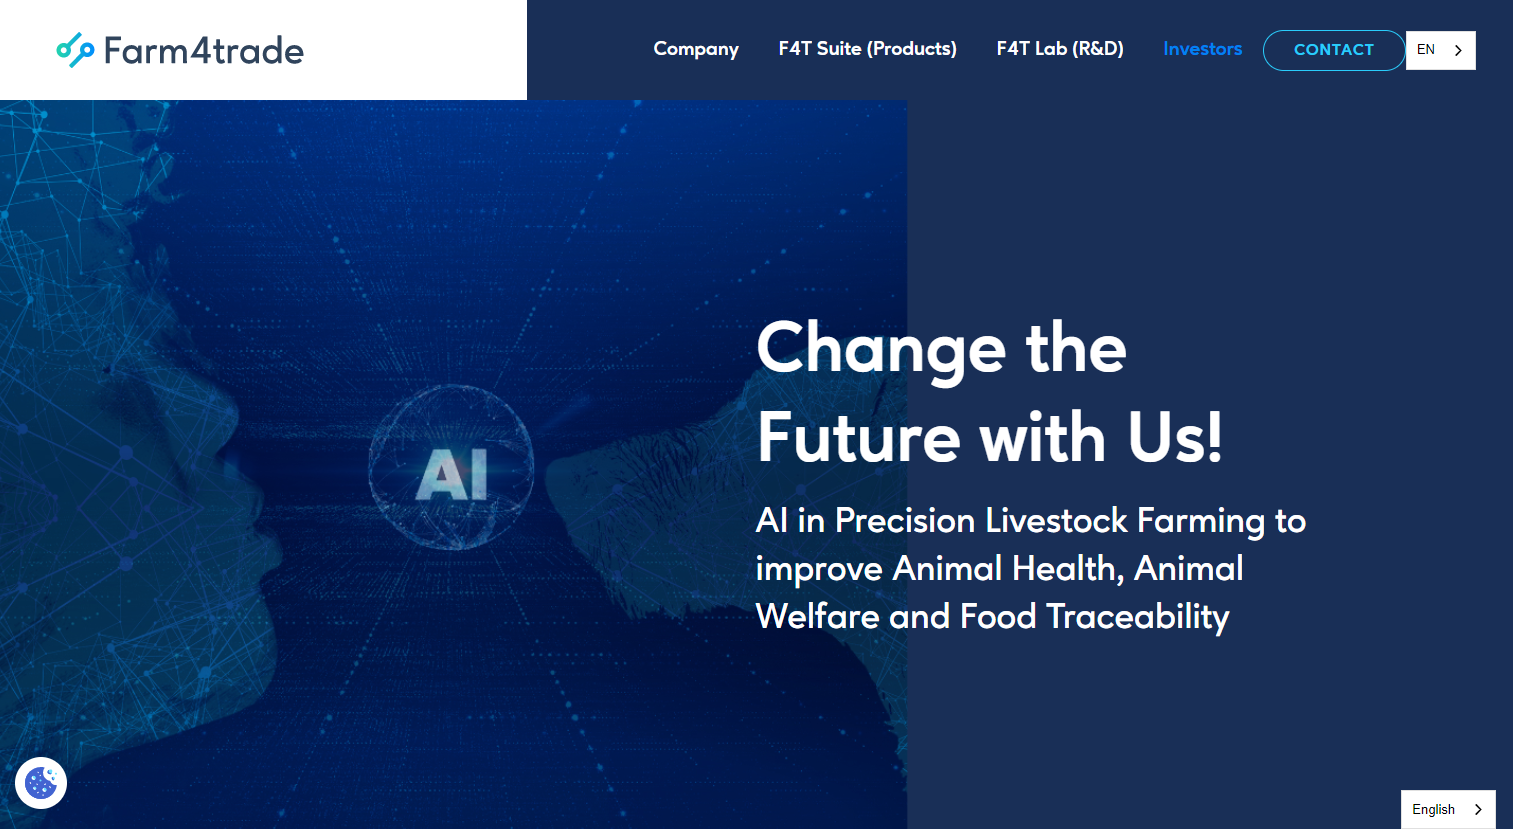 Farm4trade
Company
F4T Suite (Products)
F4T Lab (R&D)
Investors
CONTACT
EN
AI
Change the
Future with Us!
AI in Precision Livestock Farming to
improve Animal Health, Animal
Welfare and Food Traceability
English